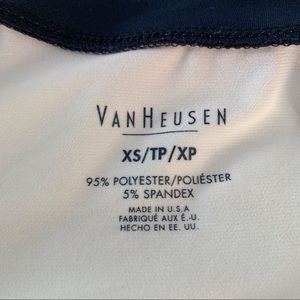 VANHEUSEN
XS/TP/XP
95% POLYESTER/POLIÉSTER
5% SPANDEX
MADE IN U.S.A
FABRIQUÉ AUX É.-U.
HECHO EN EE. UU.